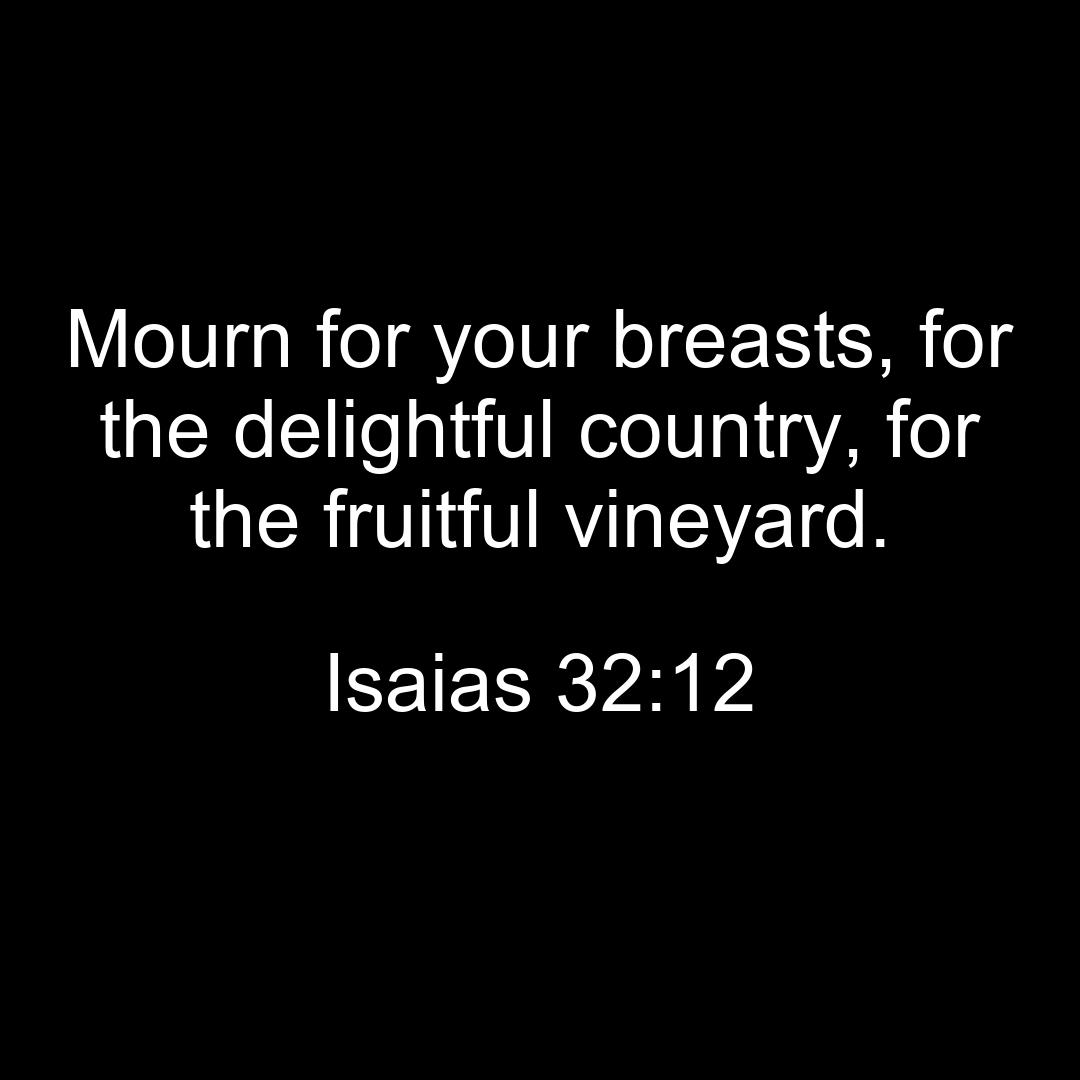 Mourn for your breasts, for
the delightful country, for
the fruitful vineyard.
Isaias 32:12